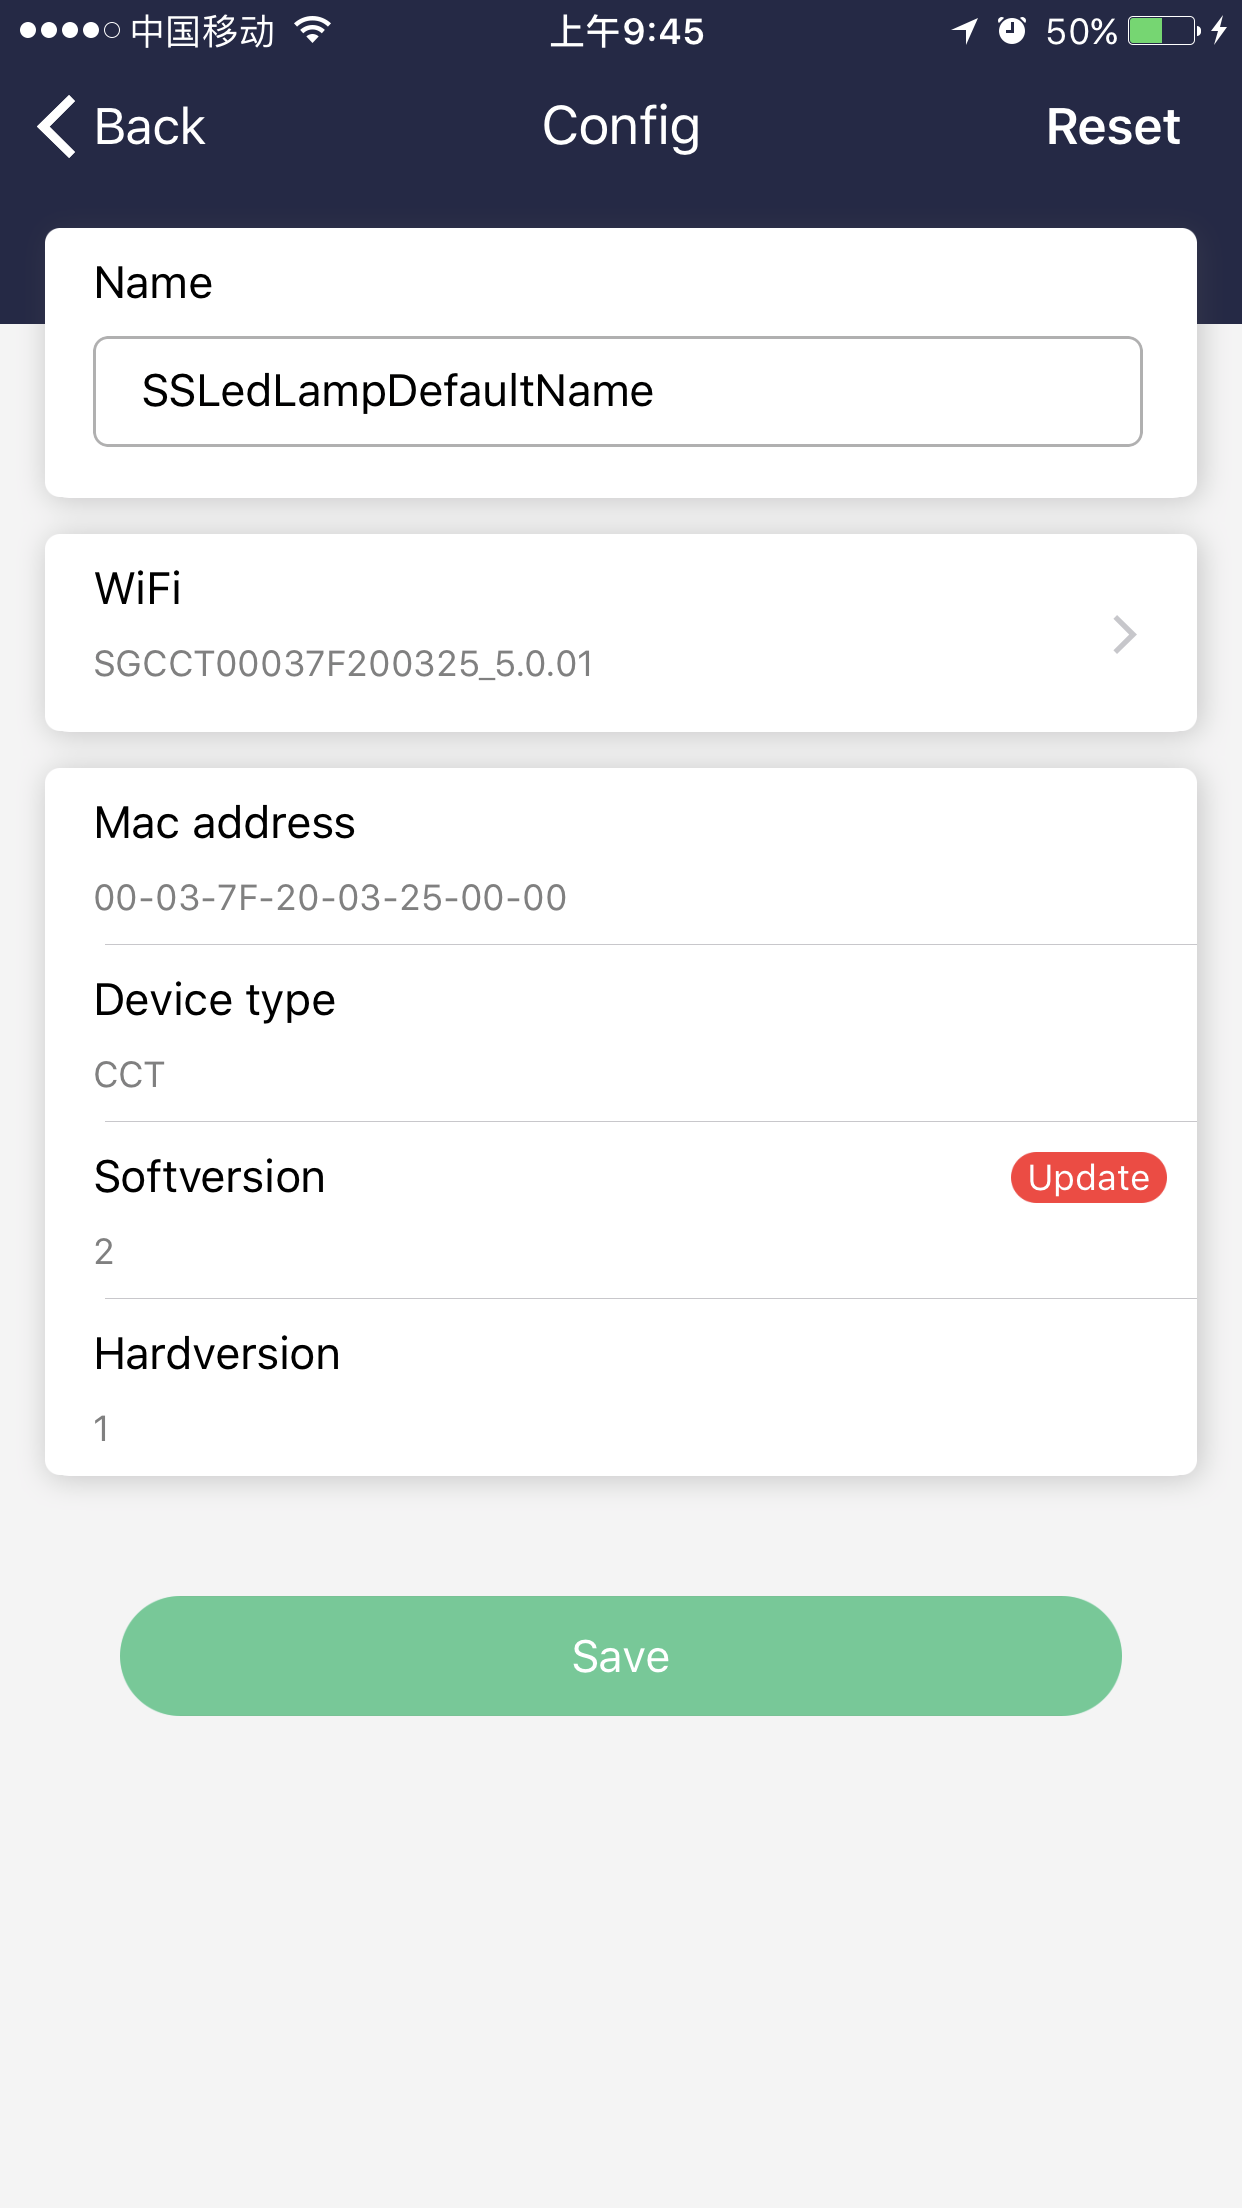 中国移动
上午9:45
50%
Back
Config
Reset
Name
SSLedLampDefaultName
WiFi
SGCCT00037F200325_5.0.01
Mac address
00-03-7F-20-03-25-00-00
Device type
CCT
Softversion
Update
2
Hardversion
1
Save